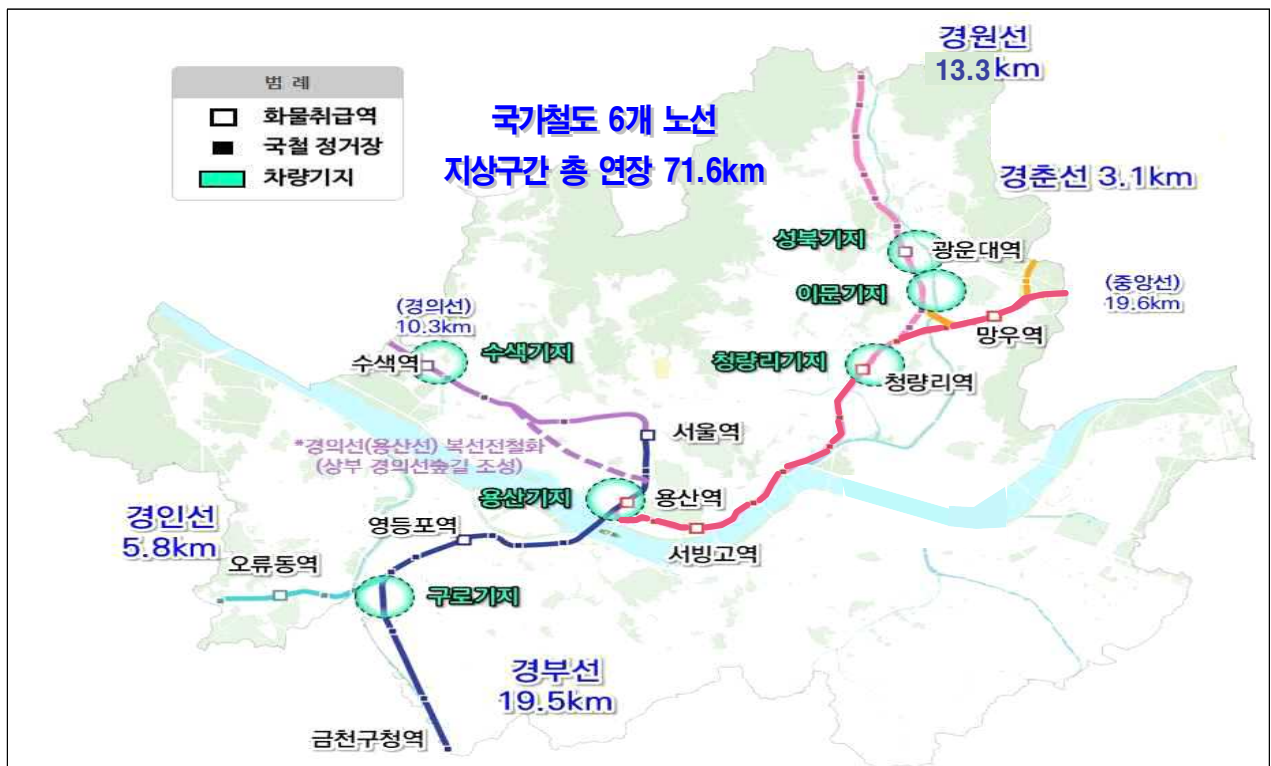 경원선
13.3km
범 례
화물취급역
국철 정거장
차량기지
국가철도 6개 노선
지상구간 총 연장 71.6km
경춘선 3.1km
성북기지
광운대역
이문기지
(중앙선)
19.6km
(경의선)
10.3km
수색역
수색기지
망우역
청량리기지
청량리역
서울역
*경의선(용산선) 복선전철화
(상부 경의선숲길 조성)
용산기지
용산역
경인선
5.8km
영등포역
서빙고역
오류동역
구로기지
경부선
19.5km
금천구청역